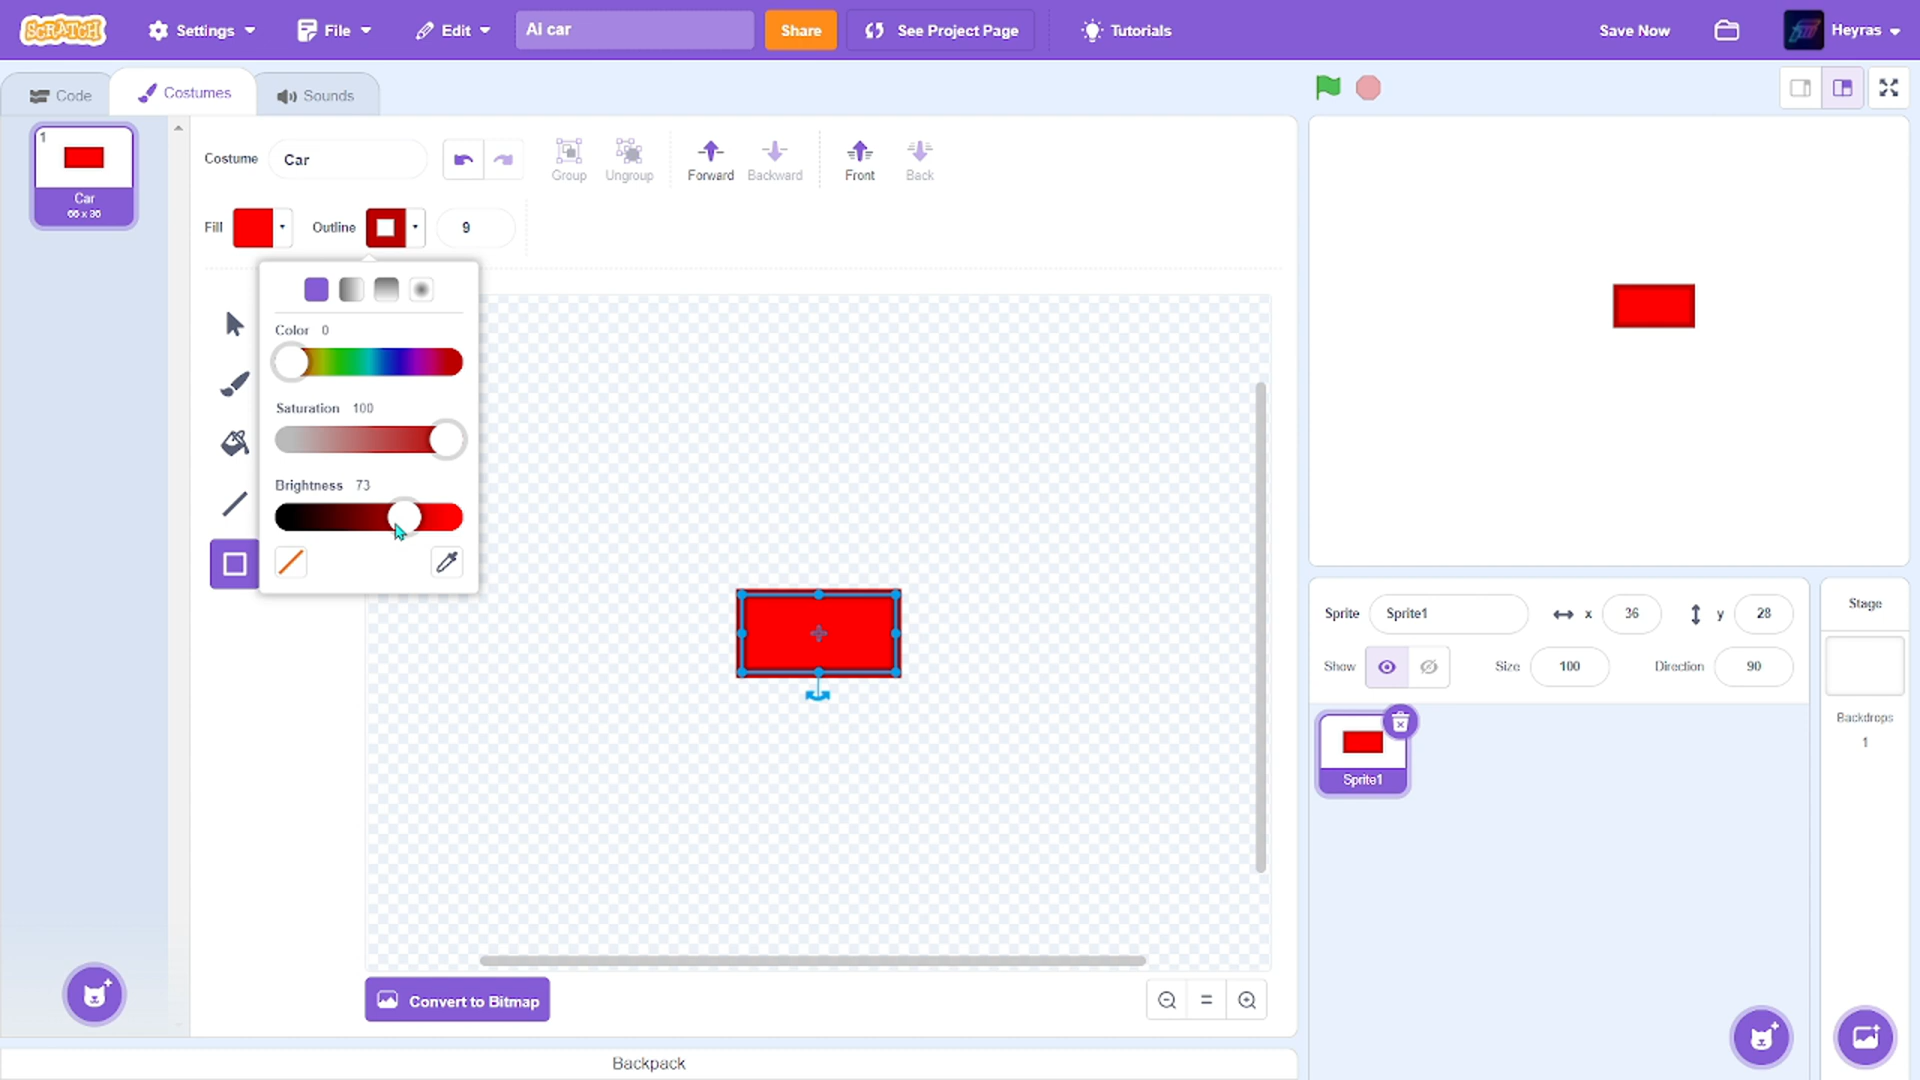 SCRATCH
Settings
File
Edit
AI car
Share
See Project Page
Tutorials
Save Now
Heyras
Code
Costumes
Sounds
1
Car
66 x 36
Costume
Car
Group
Ungroup
Forward
Backward
Front
Back
Fill
Outline
9
Color 0
Saturation 100
Brightness 73
Convert to Bitmap
Backpack
Sprite
Sprite1
x
36
y
28
Show
Size
100
Direction
90
Sprite1
Stage
Backdrops
1